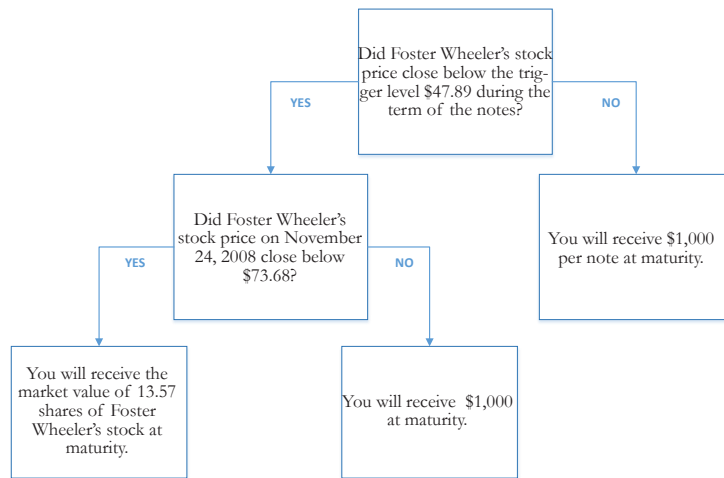 Did Foster Wheeler's stock
price close below the trig-
ger level $47.89 during the
term of the notes?
YES
NO
Did Foster Wheeler's
stock price on November
24, 2008 close below
$73.68?
You will receive $1,000
per note at maturity.
YES
NO
You will receive the
market value of 13.57
shares of Foster
Wheeler's stock at
maturity.
You will receive $1,000
at maturity.